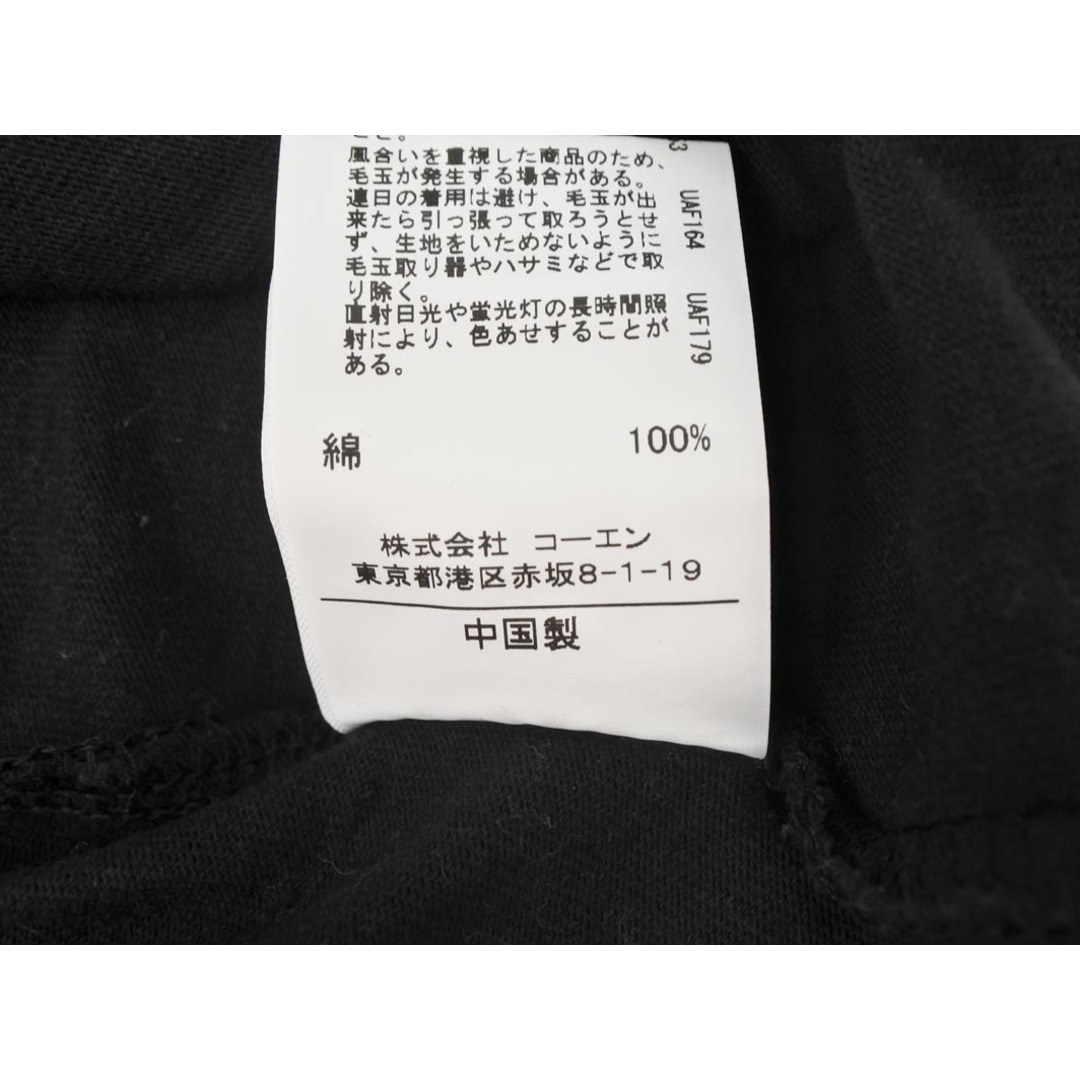 風合いを重視した商品のため、
毛玉が発生する場合がある。
連日の着用は避け、毛玉が出
来たら引っ張って取ろうとせ
ず、生地をいためないように
毛玉取り器やハサミなどで取
り除く。
直射日光や蛍光灯の長時間照
射により、色あせすることが
ある。
UAF164
UAF179
綿 100%
株式会社 コーエン
東京都港区赤坂8-1-19
中国製